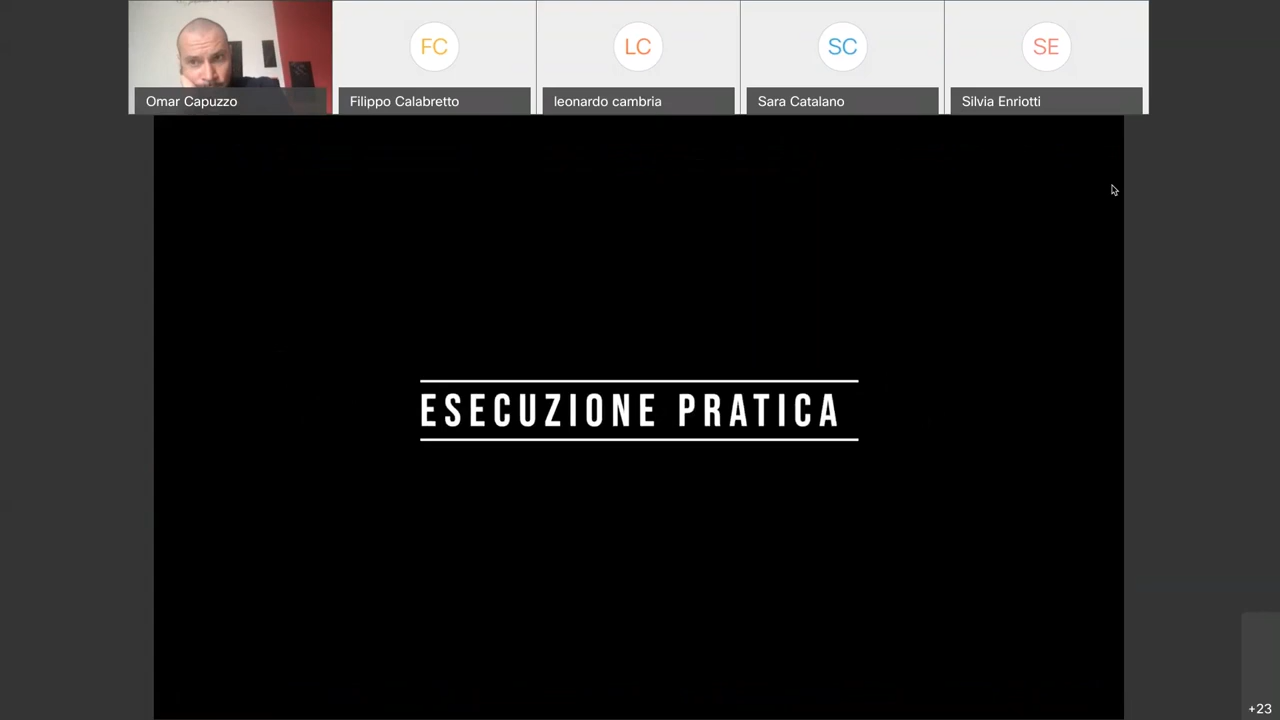 FC
LC
SC
SE
Omar Capuzzo
Filippo Calabretto
leonardo cambria
Sara Catalano
Silvia Enriotti
ESECUZIONE PRATICA
+23